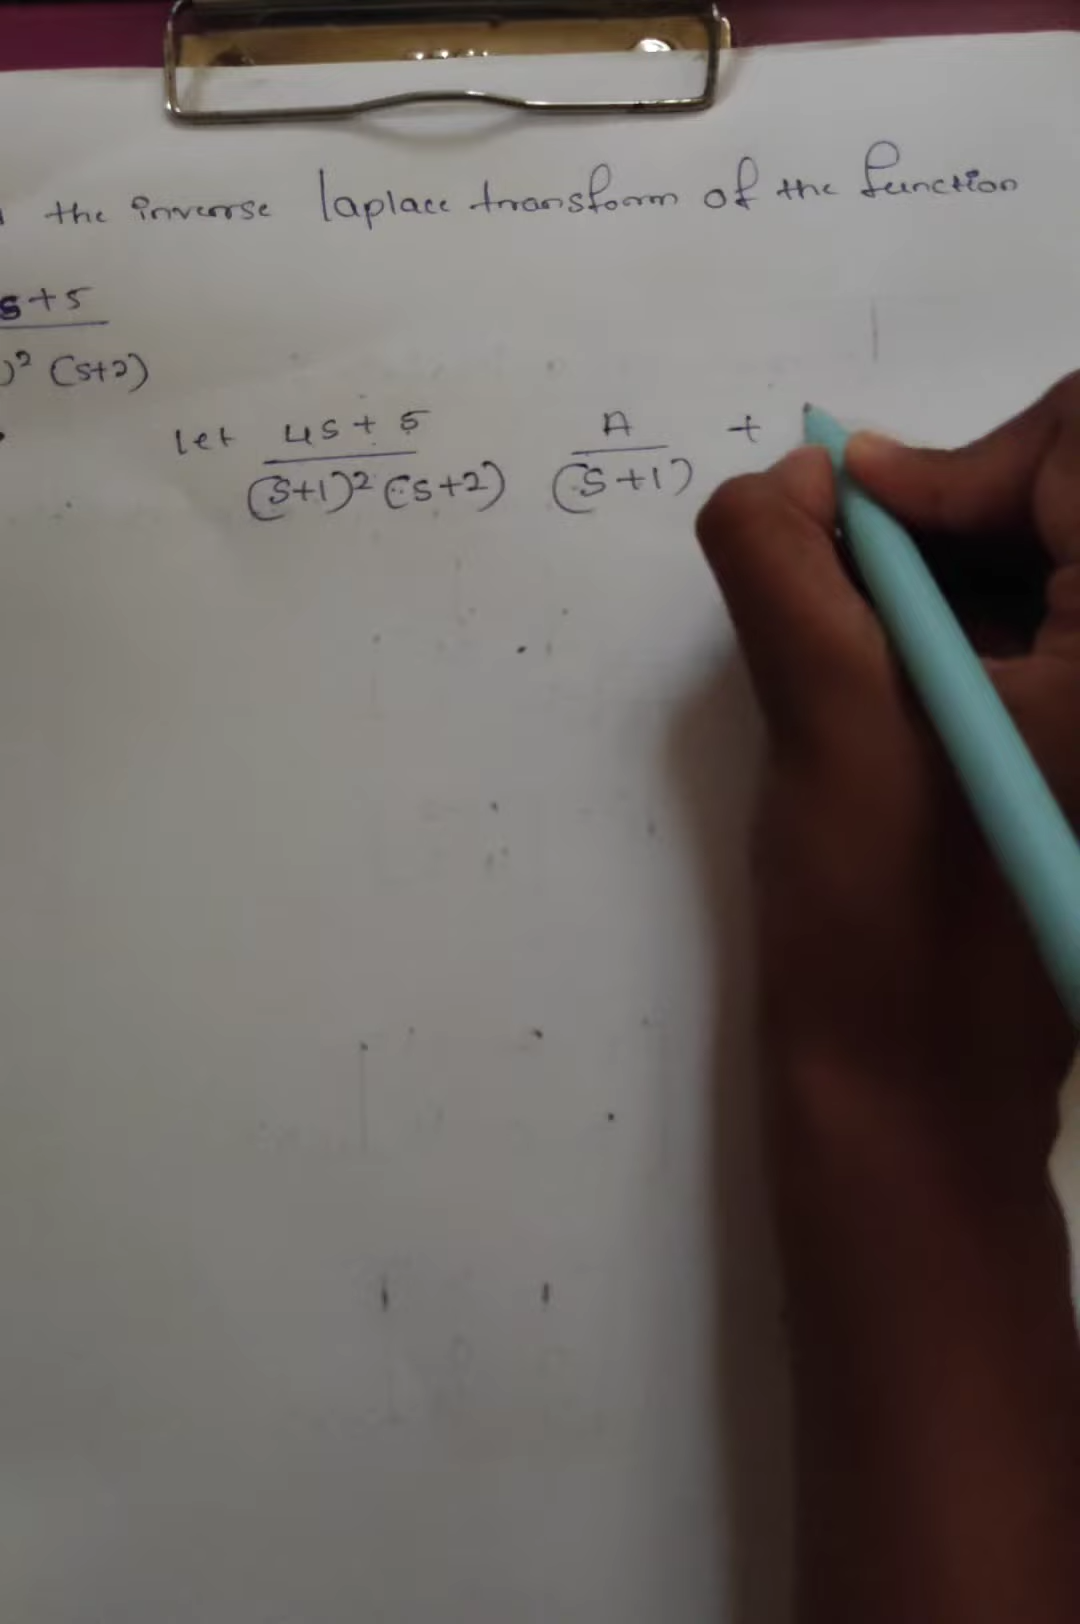 the inverse laplace transform of the function
s+5
)² (s+2)
let 4s+5 A +
(s+1)² (s+2) (s+1)